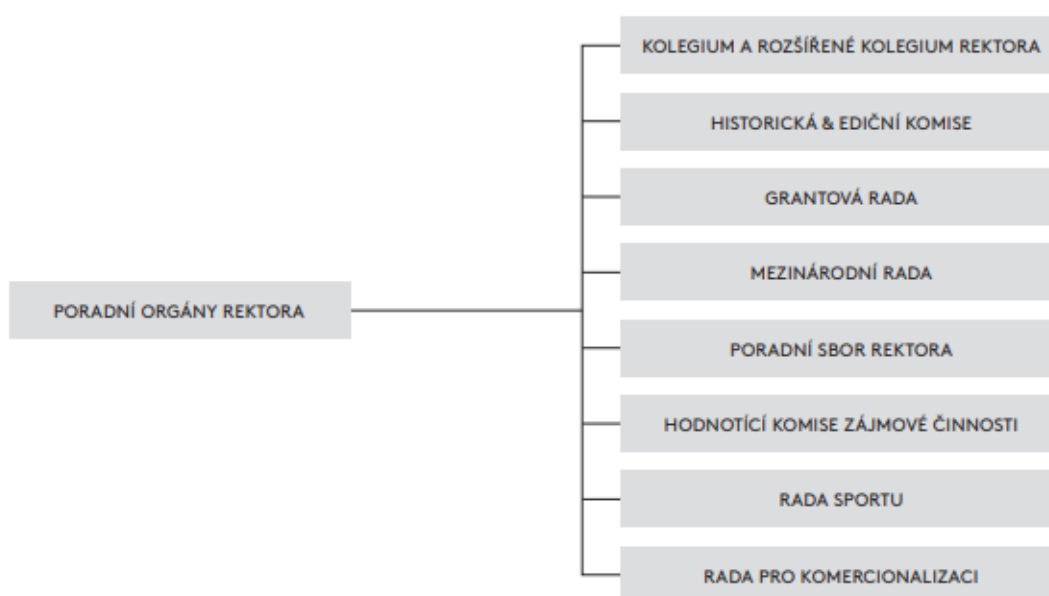 KOLEGIUM A ROZŠÍŘENÉ KOLEGIUM REKTORA
HISTORICKÁ & EDIČNÍ KOMISE
GRANTOVÁ RADA
MEZINÁRODNÍ RADA
PORADNÍ ORGÁNY REKTORA
PORADNÍ SBOR REKTORA
HODNOTÍCÍ KOMISE ZÁJMOVÉ ČINNOSTI
RADA SPORTU
RADA PRO KOMERCIONALIZACI